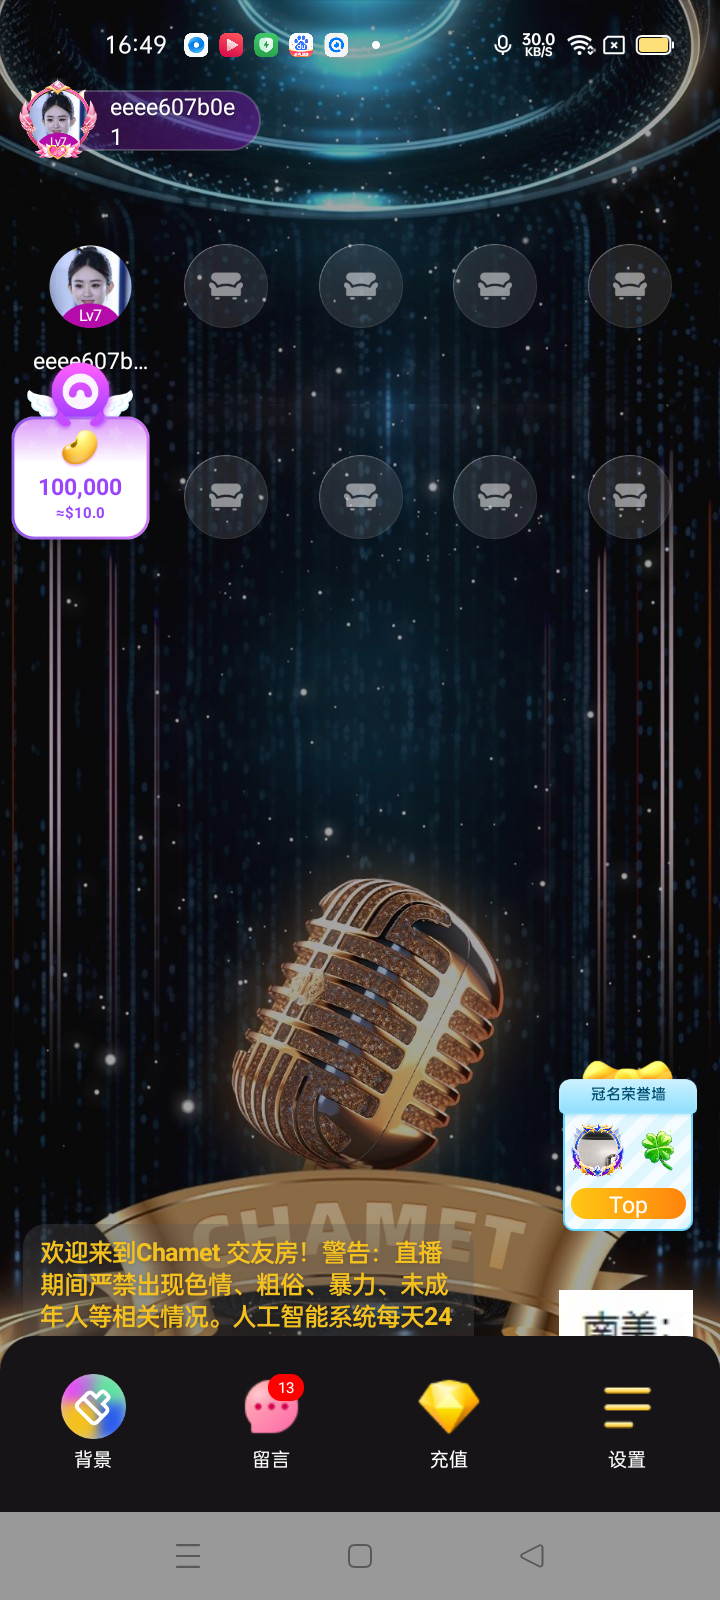 16:49
30.0
KB/S
eeee607b0e
1
Lv7
Lv7
eeee607b...
100,000
≈$10.0
冠名荣誉墙
Top
CHAMET
欢迎来到Chamet 交友房！警告：直播
期间严禁出现色情、粗俗、暴力、未成
年人等相关情况。人工智能系统每天24
南美：
13
背景
留言
充值
设置